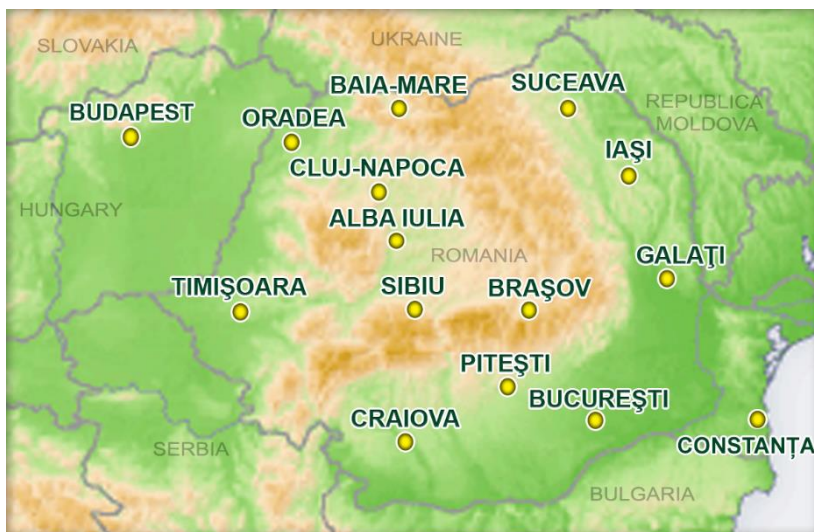 SLOVAKIA
UKRAINE
BAIA-MARE
SUCEAVA
BUDAPEST
ORADEA
REPUBLICA
MOLDOVA
IAŞI
CLUJ-NAPOCA
HUNGARY
ALBA IULIA
ROMANIA
GALAŢI
TIMIŞOARA
SIBIU
BRAŞOV
PITEŞTI
BUCUREŞTI
CRAIOVA
CONSTANȚA
SERBIA
BULGARIA